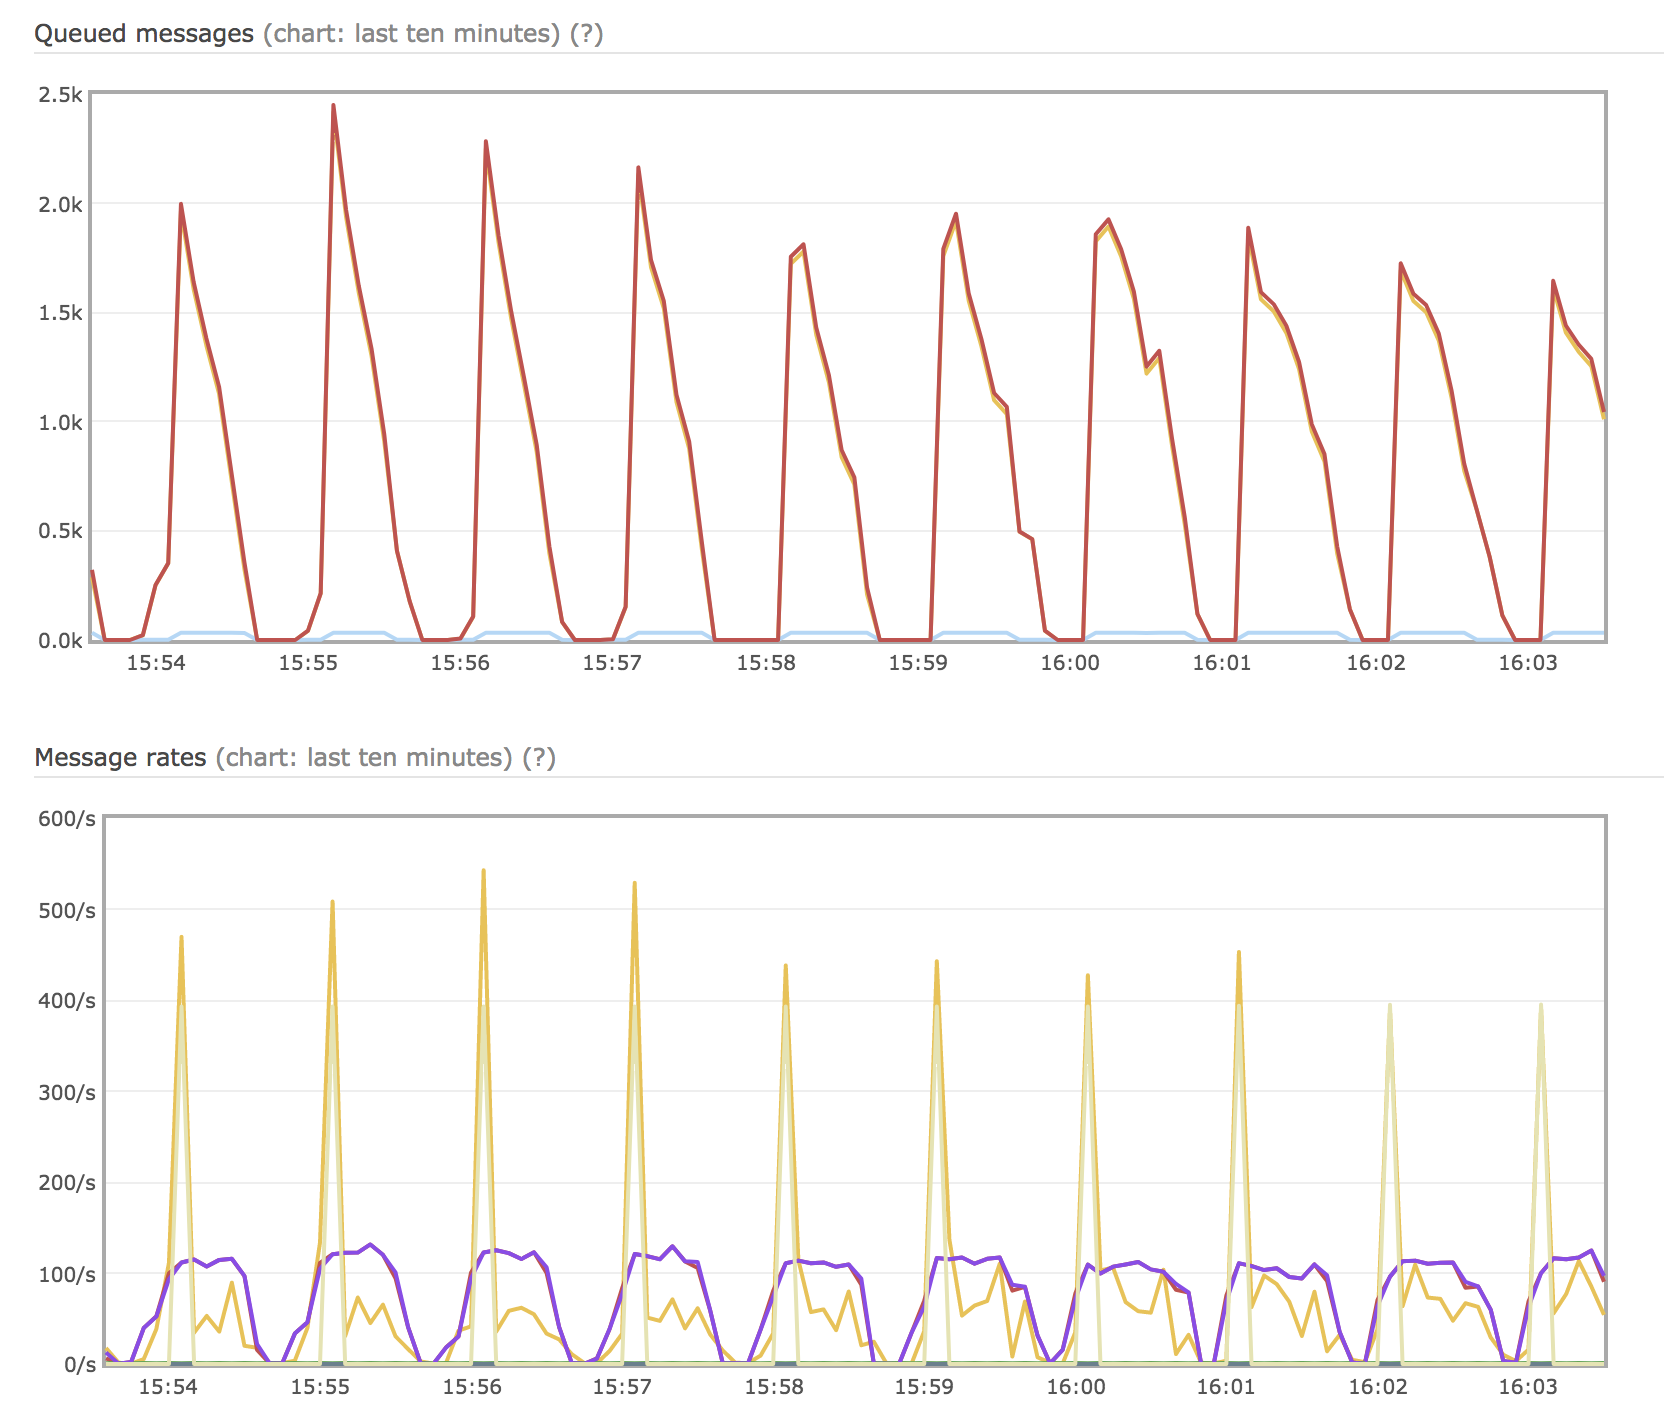 Queued messages (chart: last ten minutes) (?)
2.5k
2.0k
1.5k
1.0k
0.5k
0.0k
15:54 15:55 15:56 15:57 15:58 15:59 16:00 16:01 16:02 16:03
Message rates (chart: last ten minutes) (?)
600/s
500/s
400/s
300/s
200/s
100/s
0/s
15:54 15:55 15:56 15:57 15:58 15:59 16:00 16:01 16:02 16:03